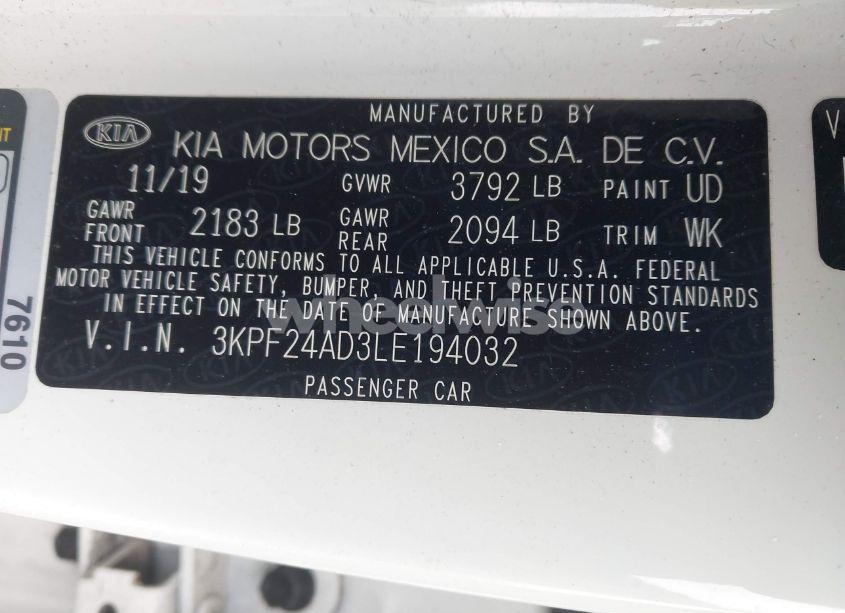 MANUFACTURED BY
KIA KIA MOTORS MEXICO S.A. DE C.V.
11/19 GVWR 3792 LB PAINT UD
GAWR FRONT 2183 LB GAWR REAR 2094 LB TRIM WK
THIS VEHICLE CONFORMS TO ALL APPLICABLE U.S.A. FEDERAL
MOTOR VEHICLE SAFETY, BUMPER, AND THEFT PREVENTION STANDARDS
IN EFFECT ON THE DATE OF MANUFACTURE SHOWN ABOVE.
V.I.N. 3KPF24AD3LE194032
PASSENGER CAR
7610
wheelwise